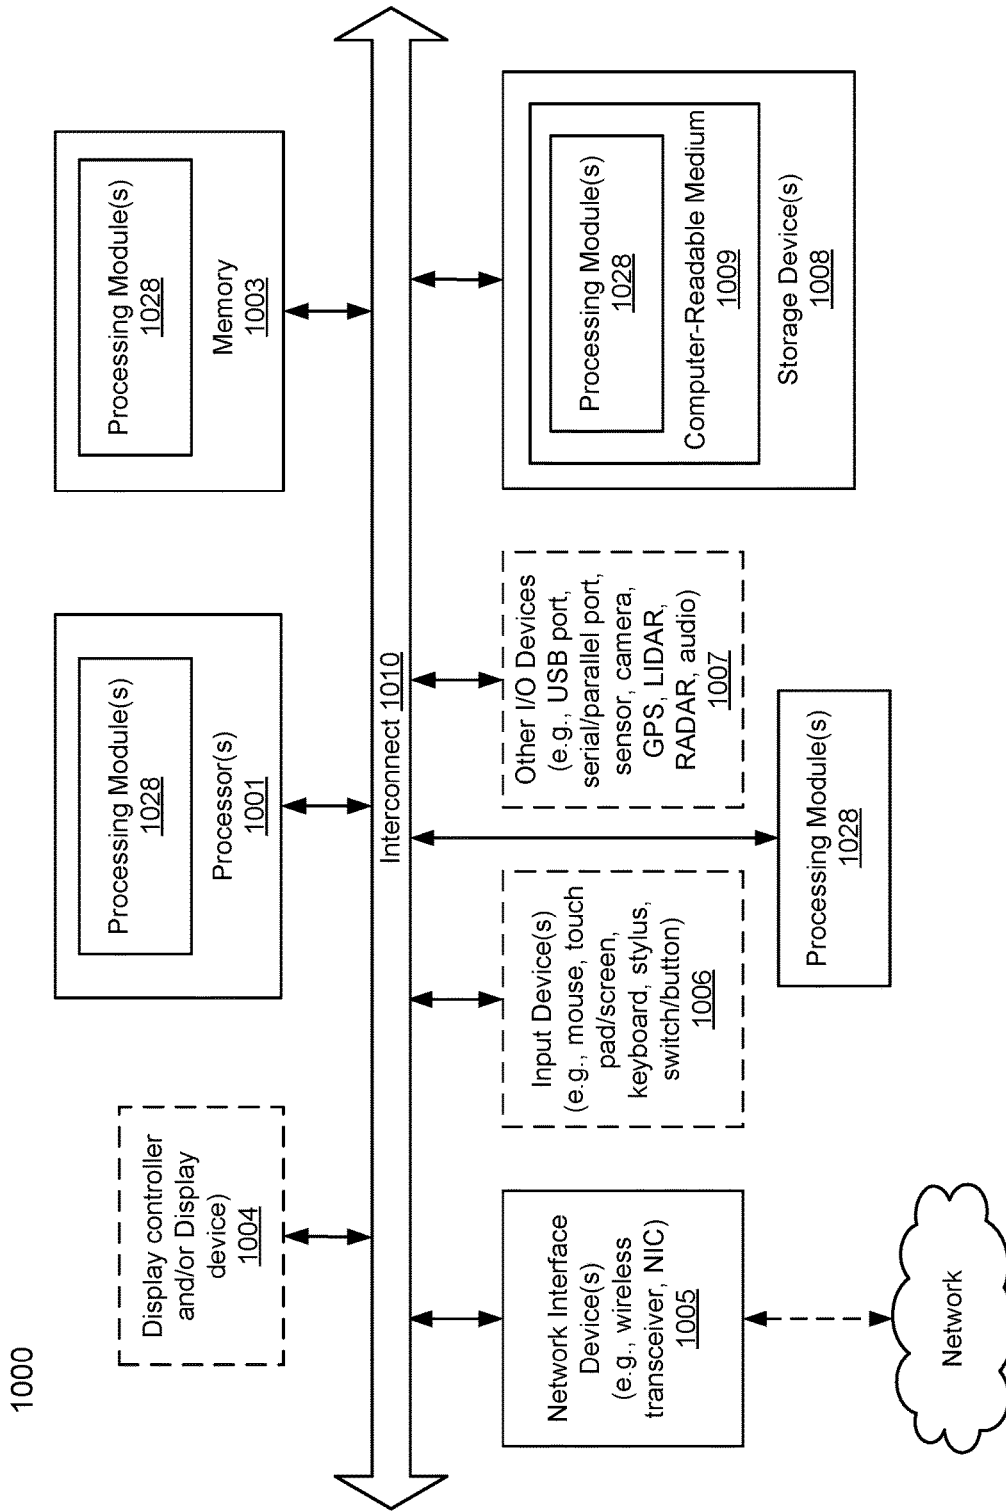 1000
Display controller
and/or Display
device)
1004
Processing Module(s)
1028
Processor(s)
1001
Processing Module(s)
1028
Memory
1003
Interconnect 1010
Network Interface
Device(s)
(e.g., wireless
transceiver, NIC)
1005
Input Device(s)
(e.g., mouse, touch
pad/screen,
keyboard, stylus,
switch/button)
1006
Other I/O Devices
(e.g., USB port,
serial/parallel port,
sensor, camera,
GPS, LIDAR,
RADAR, audio)
1007
Processing Module(s)
1028
Computer-Readable Medium
1009
Storage Device(s)
1008
Processing Module(s)
1028
Network